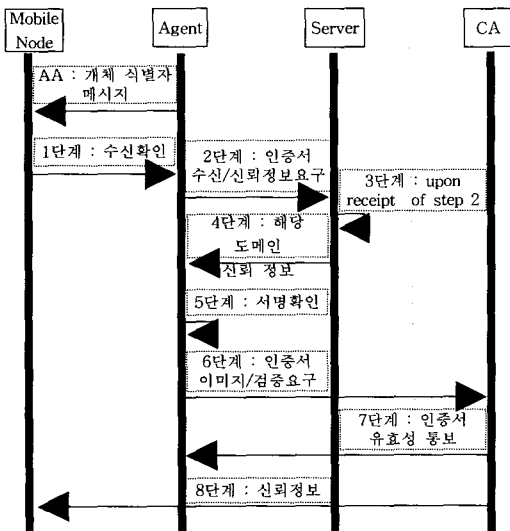 Mobile
Node
Agent
Server
CA
AA : 개체 식별자
메시지
1단계 : 수신확인
2단계 : 인증서
수신/신뢰정보요구
3단계 : upon
receipt of step 2
4단계 : 해당
도메인
신뢰 정보
5단계 : 서명확인
6단계 : 인증서
이미지/검증요구
7단계 : 인증서
유효성 통보
8단계 : 신뢰정보